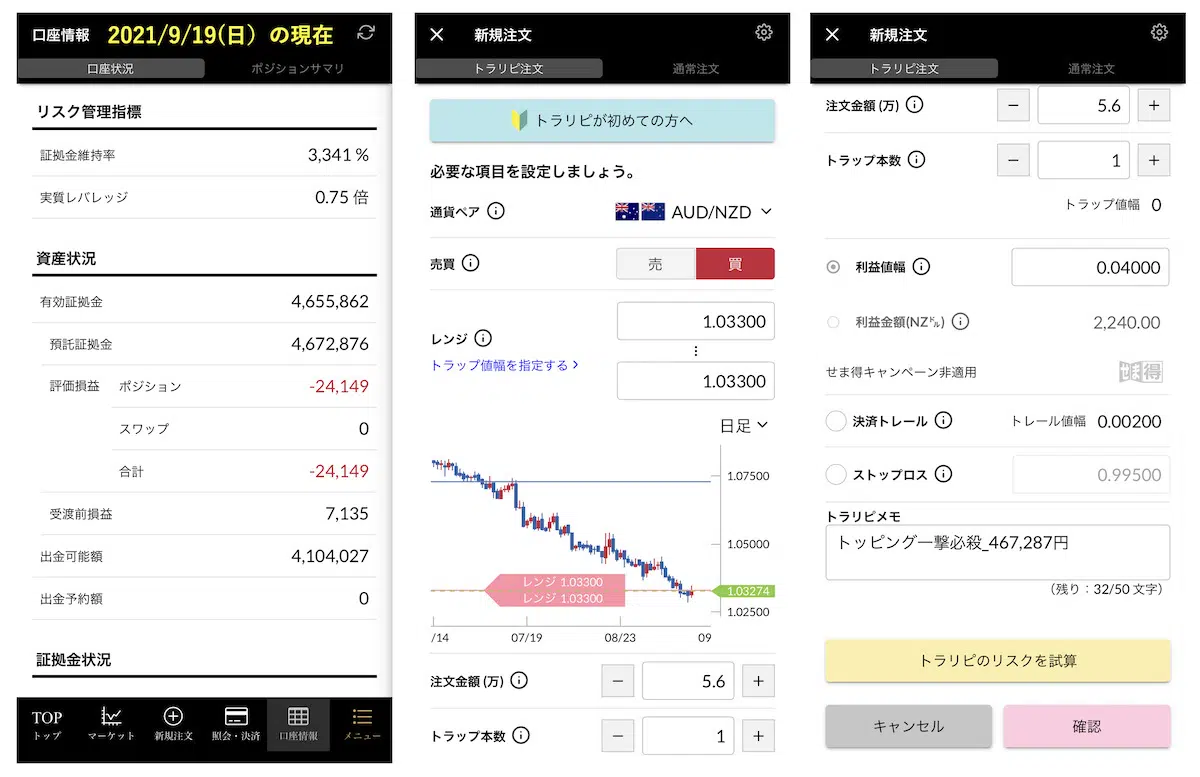 口座情報 2021/9/19(日) の現在
口座状況 ポジションサマリ
リスク管理指標
証拠金維持率 3,341 %
実質レバレッジ 0.75 倍
資産状況
有効証拠金 4,655,862
預託証拠金 4,672,876
評価損益 ポジション -24,149
スワップ 0
合計 -24,149
受渡前損益 7,135
出金可能額 4,104,027
出金予約額 0
証拠金状況
TOP
トップ マーケット 新規注文 照会・決済 口座情報 メニュー
新規注文
トラリピ注文 通常注文
トラリピが初めての方へ
必要な項目を設定しましょう。
通貨ペア AUD/NZD
売買 売 買
1.03300
レンジ
トラップ値幅を指定する
1.03300
日足
1.07500
1.05000
レンジ 1.03300
レンジ 1.03300
1.03274
1.02500
/14 07/19 08/23 09
注文金額 (万) − 5.6 +
トラップ本数 − 1 +
新規注文
トラリピ注文 通常注文
注文金額 (万) − 5.6 +
トラップ本数 − 1 +
トラップ値幅 0
利益値幅 0.04000
利益金額(NZ㌦) 2,240.00
せま得キャンペーン非適用 せま得
決済トレール トレール値幅 0.00200
ストップロス 0.99500
トラリピメモ
トッピング一撃必殺_467,287円
(残り：32/50 文字)
トラリピのリスクを試算
キャンセル 確認